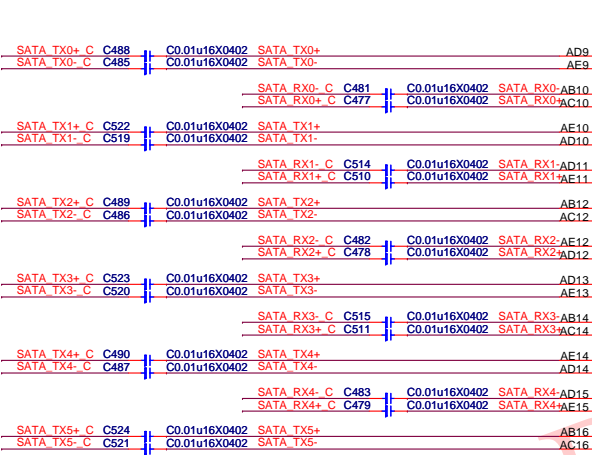 SATA_TX0+_C C488 C0.01u16X0402 SATA_TX0+ AD9
SATA_TX0-_C C485 C0.01u16X0402 SATA_TX0- AE9
SATA_RX0-_C C481 C0.01u16X0402 SATA_RX0- AB10
SATA_RX0+_C C477 C0.01u16X0402 SATA_RX0+ AC10
SATA_TX1+_C C522 C0.01u16X0402 SATA_TX1+ AE10
SATA_TX1-_C C519 C0.01u16X0402 SATA_TX1- AD10
SATA_RX1-_C C514 C0.01u16X0402 SATA_RX1- AD11
SATA_RX1+_C C510 C0.01u16X0402 SATA_RX1+ AE11
SATA_TX2+_C C489 C0.01u16X0402 SATA_TX2+ AB12
SATA_TX2-_C C486 C0.01u16X0402 SATA_TX2- AC12
SATA_RX2-_C C482 C0.01u16X0402 SATA_RX2- AE12
SATA_RX2+_C C478 C0.01u16X0402 SATA_RX2+ AD12
SATA_TX3+_C C523 C0.01u16X0402 SATA_TX3+ AD13
SATA_TX3-_C C520 C0.01u16X0402 SATA_TX3- AE13
SATA_RX3-_C C515 C0.01u16X0402 SATA_RX3- AB14
SATA_RX3+_C C511 C0.01u16X0402 SATA_RX3+ AC14
SATA_TX4+_C C490 C0.01u16X0402 SATA_TX4+ AE14
SATA_TX4-_C C487 C0.01u16X0402 SATA_TX4- AD14
SATA_RX4-_C C483 C0.01u16X0402 SATA_RX4- AD15
SATA_RX4+_C C479 C0.01u16X0402 SATA_RX4+ AE15
SATA_TX5+_C C524 C0.01u16X0402 SATA_TX5+ AB16
SATA_TX5-_C C521 C0.01u16X0402 SATA_TX5- AC16